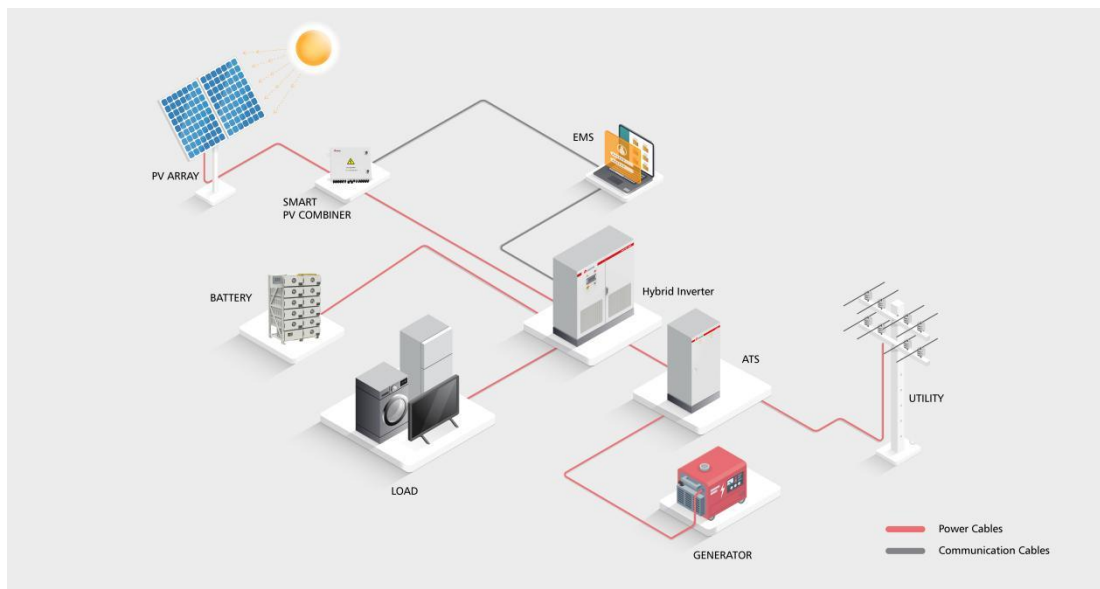 EMS
PV ARRAY
SMART
PV COMBINER
BATTERY
Hybrid Inverter
ATS
UTILITY
LOAD
GENERATOR
Power Cables
Communication Cables